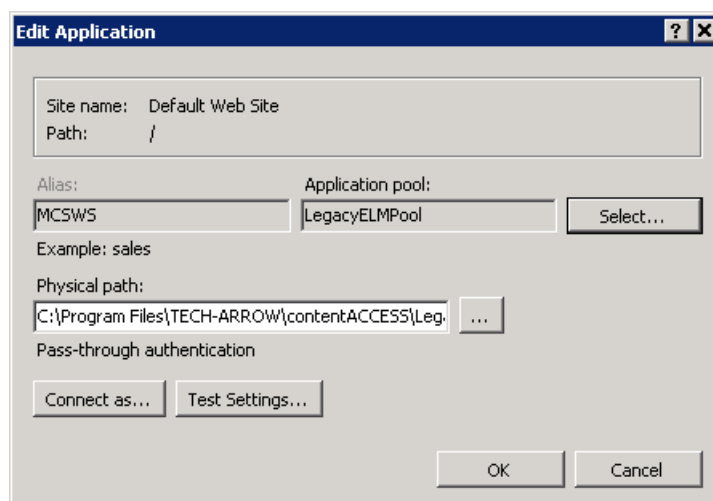 Edit Application
Site name: Default Web Site
Path: /
Alias: Application pool:
MCSWS LegacyELMPool Select...
Example: sales
Physical path:
C:\Program Files\TECH-ARROW\contentACCESS\Lega ...
Pass-through authentication
Connect as... Test Settings...
OK Cancel